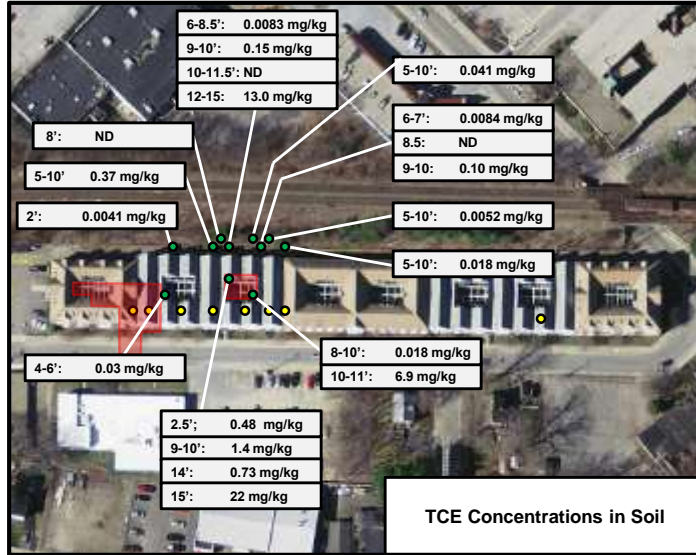 6-8.5': 0.0083 mg/kg
9-10': 0.15 mg/kg
10-11.5': ND
12-15: 13.0 mg/kg
5-10': 0.041 mg/kg
6-7': 0.0084 mg/kg
8.5: ND
9-10: 0.10 mg/kg
8': ND
5-10' 0.37 mg/kg
2': 0.0041 mg/kg
5-10': 0.0052 mg/kg
5-10': 0.018 mg/kg
4-6': 0.03 mg/kg
8-10': 0.018 mg/kg
10-11': 6.9 mg/kg
2.5'; 0.48 mg/kg
9-10': 1.4 mg/kg
14': 0.73 mg/kg
15': 22 mg/kg
TCE Concentrations in Soil